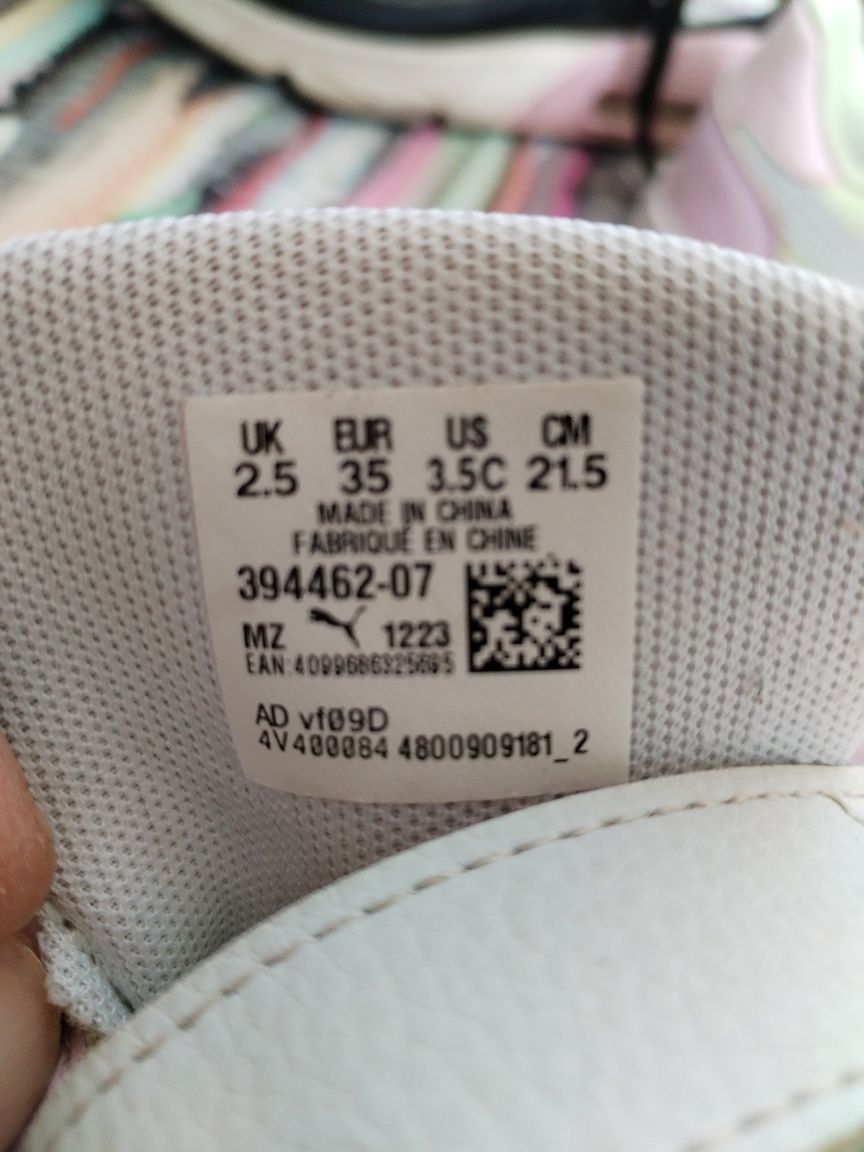 UK EUR US CM
2.5 35 3.5C 21.5
MADE IN CHINA
FABRIQUÉ EN CHINE
394462-07
MZ 1223
EAN:4099686325695
AD vf09D
4V400084 4800909181_2